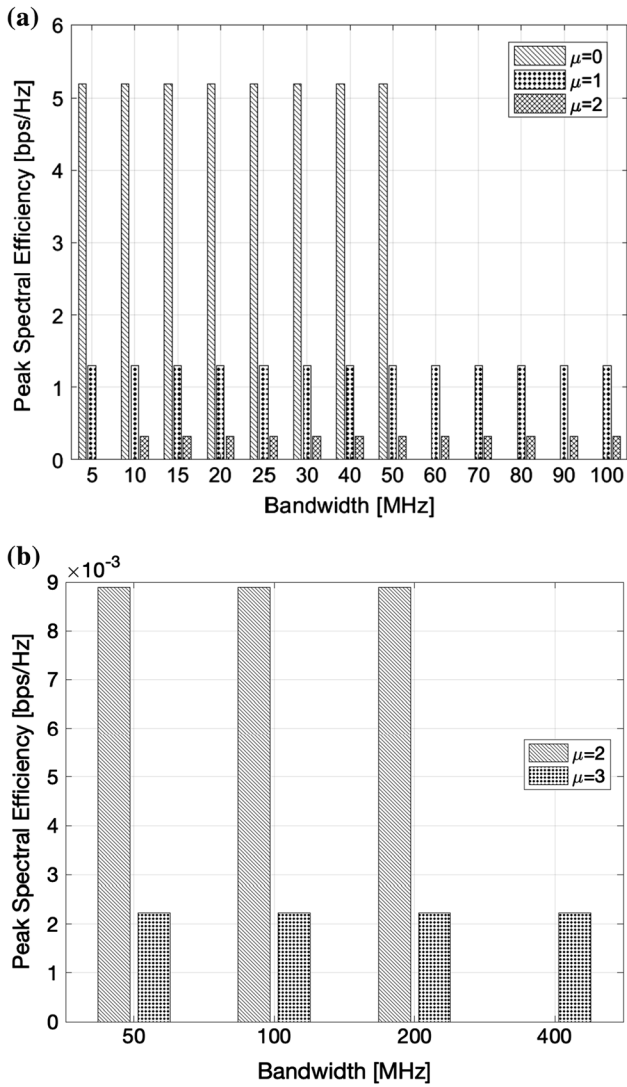 (a)
6
5
4
3
2
1
0
Peak Spectral Efficiency [bps/Hz]
μ=0
μ=1
μ=2
5 10 15 20 25 30 40 50 60 70 80 90 100
Bandwidth [MHz]
(b)
×10⁻³
9
8
7
6
5
4
3
2
1
0
Peak Spectral Efficiency [bps/Hz]
μ=2
μ=3
50 100 200 400
Bandwidth [MHz]